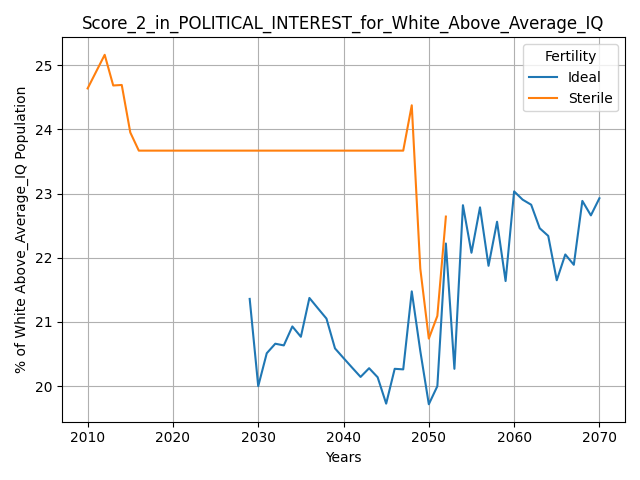 Score_2_in_POLITICAL_INTEREST_for_White_Above_Average_IQ
Fertility
Ideal
Sterile
% of White Above_Average_IQ Population
25
24
23
22
21
20
2010 2020 2030 2040 2050 2060 2070
Years